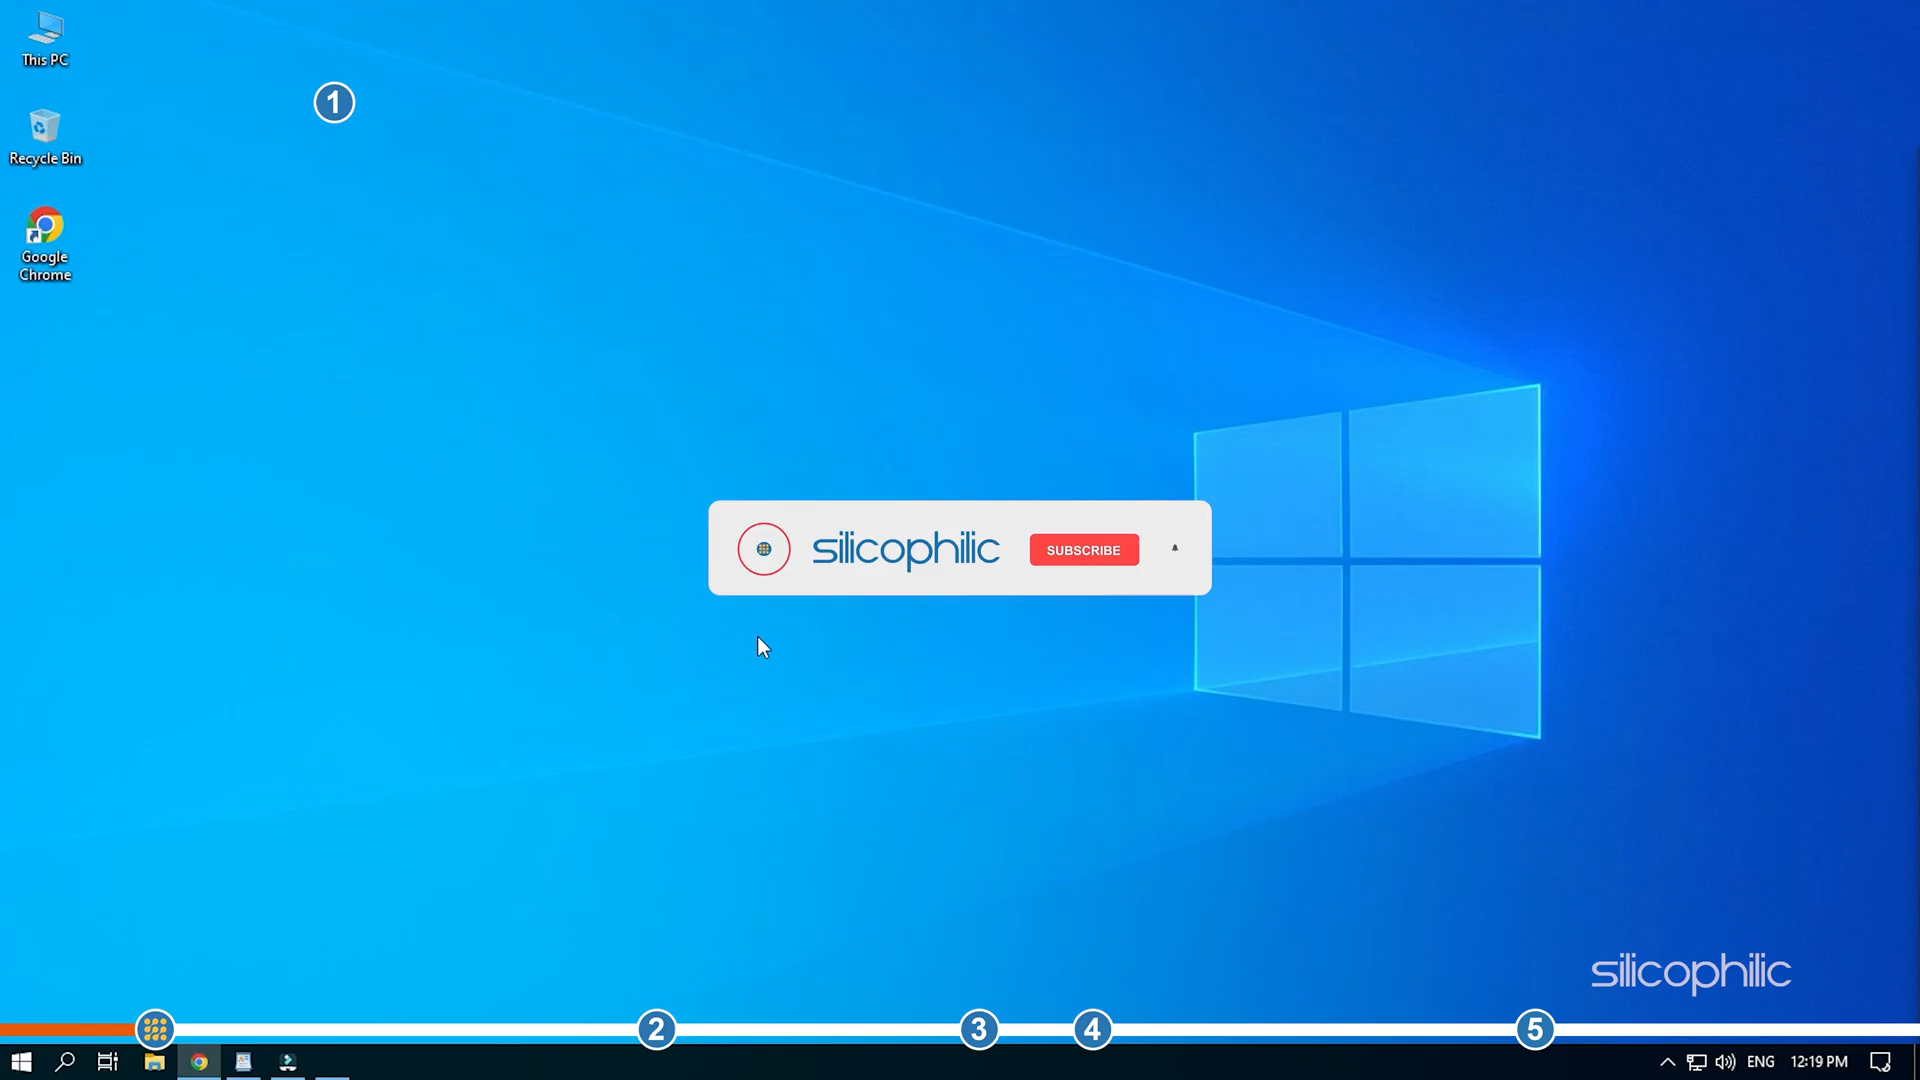 This PC
1
Recycle Bin
Google
Chrome
silicophilic
SUBSCRIBE
silicophilic
2
3
4
5
ENG
12:19 PM